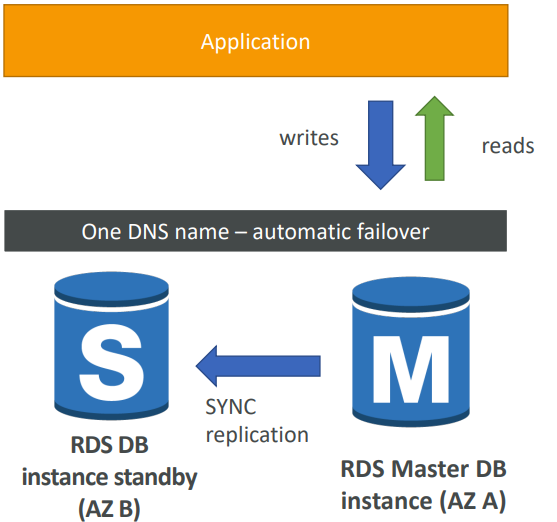 Application
writes
reads
One DNS name – automatic failover
S
M
SYNC
replication
RDS DB
instance standby
(AZ B)
RDS Master DB
instance (AZ A)